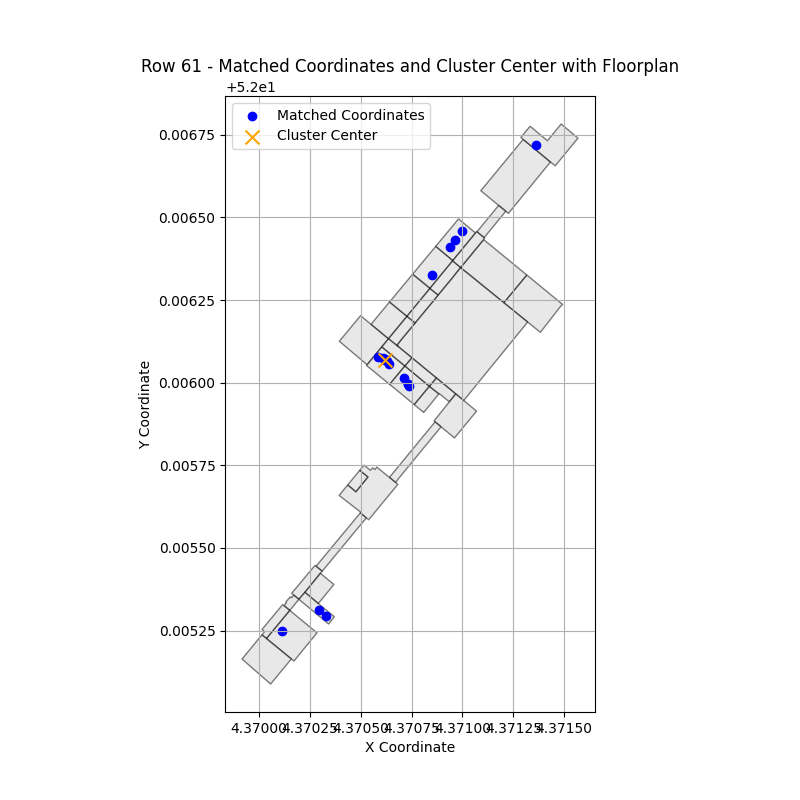 Row 61 - Matched Coordinates and Cluster Center with Floorplan
+5.2e1
Matched Coordinates
Cluster Center
0.00675
0.00650
0.00625
0.00600
0.00575
0.00550
0.00525
Y Coordinate
4.37000 4.37025 4.37050 4.37075 4.37100 4.37125 4.37150
X Coordinate